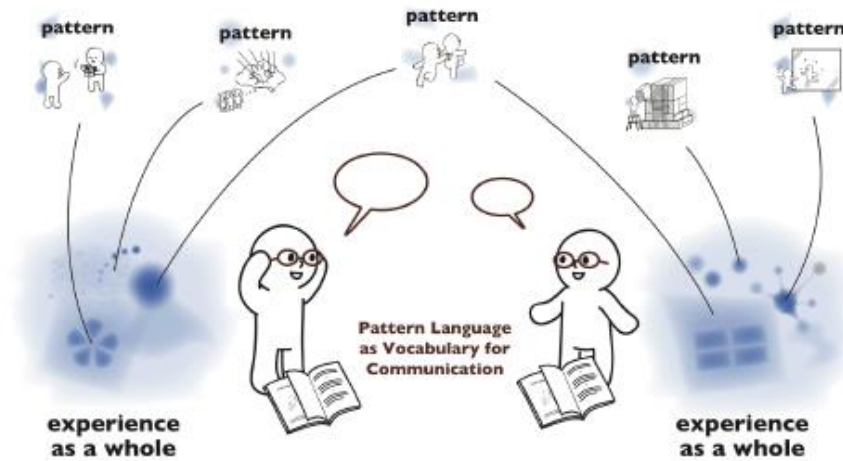 pattern
pattern
pattern
pattern
pattern
Pattern Language
as Vocabulary for
Communication
experience
as a whole
experience
as a whole